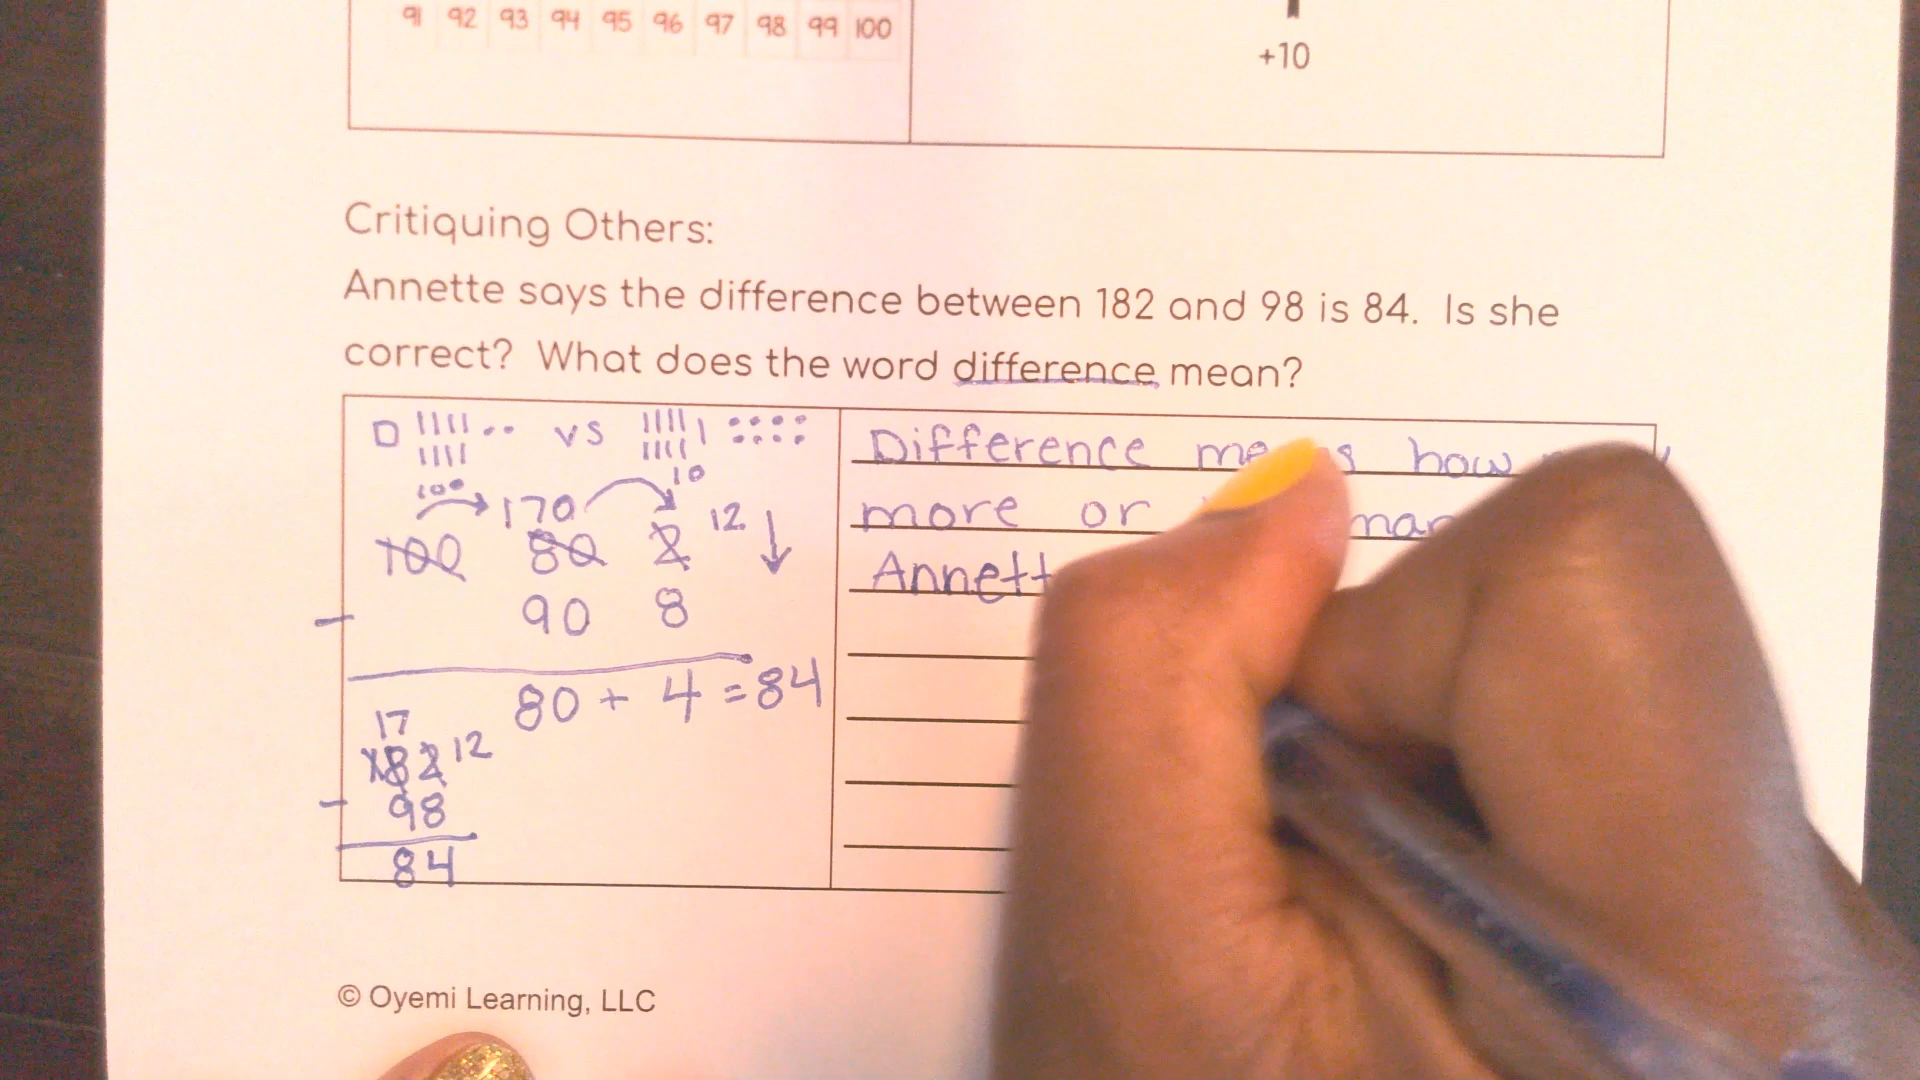 91 92 93 94 95 96 97 98 99 100
+10
Critiquing Others:
Annette says the difference between 182 and 98 is 84. Is she
correct? What does the word difference mean?
vs
100 10
170 12
100 80 2
- 90 8
80 + 4 = 84
17
182 12
- 98
84
Difference how
more or
© Oyemi Learning, LLC